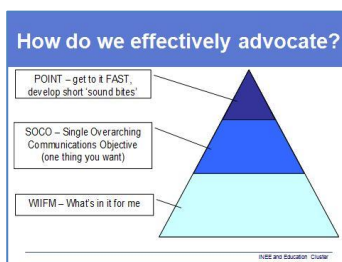 How do we effectively advocate?
POINT – get to it FAST,
develop short 'sound bites'
SOCO – Single Overarching
Communications Objective
(one thing you want)
WIIFM – What's in it for me
INEE and Education Cluster